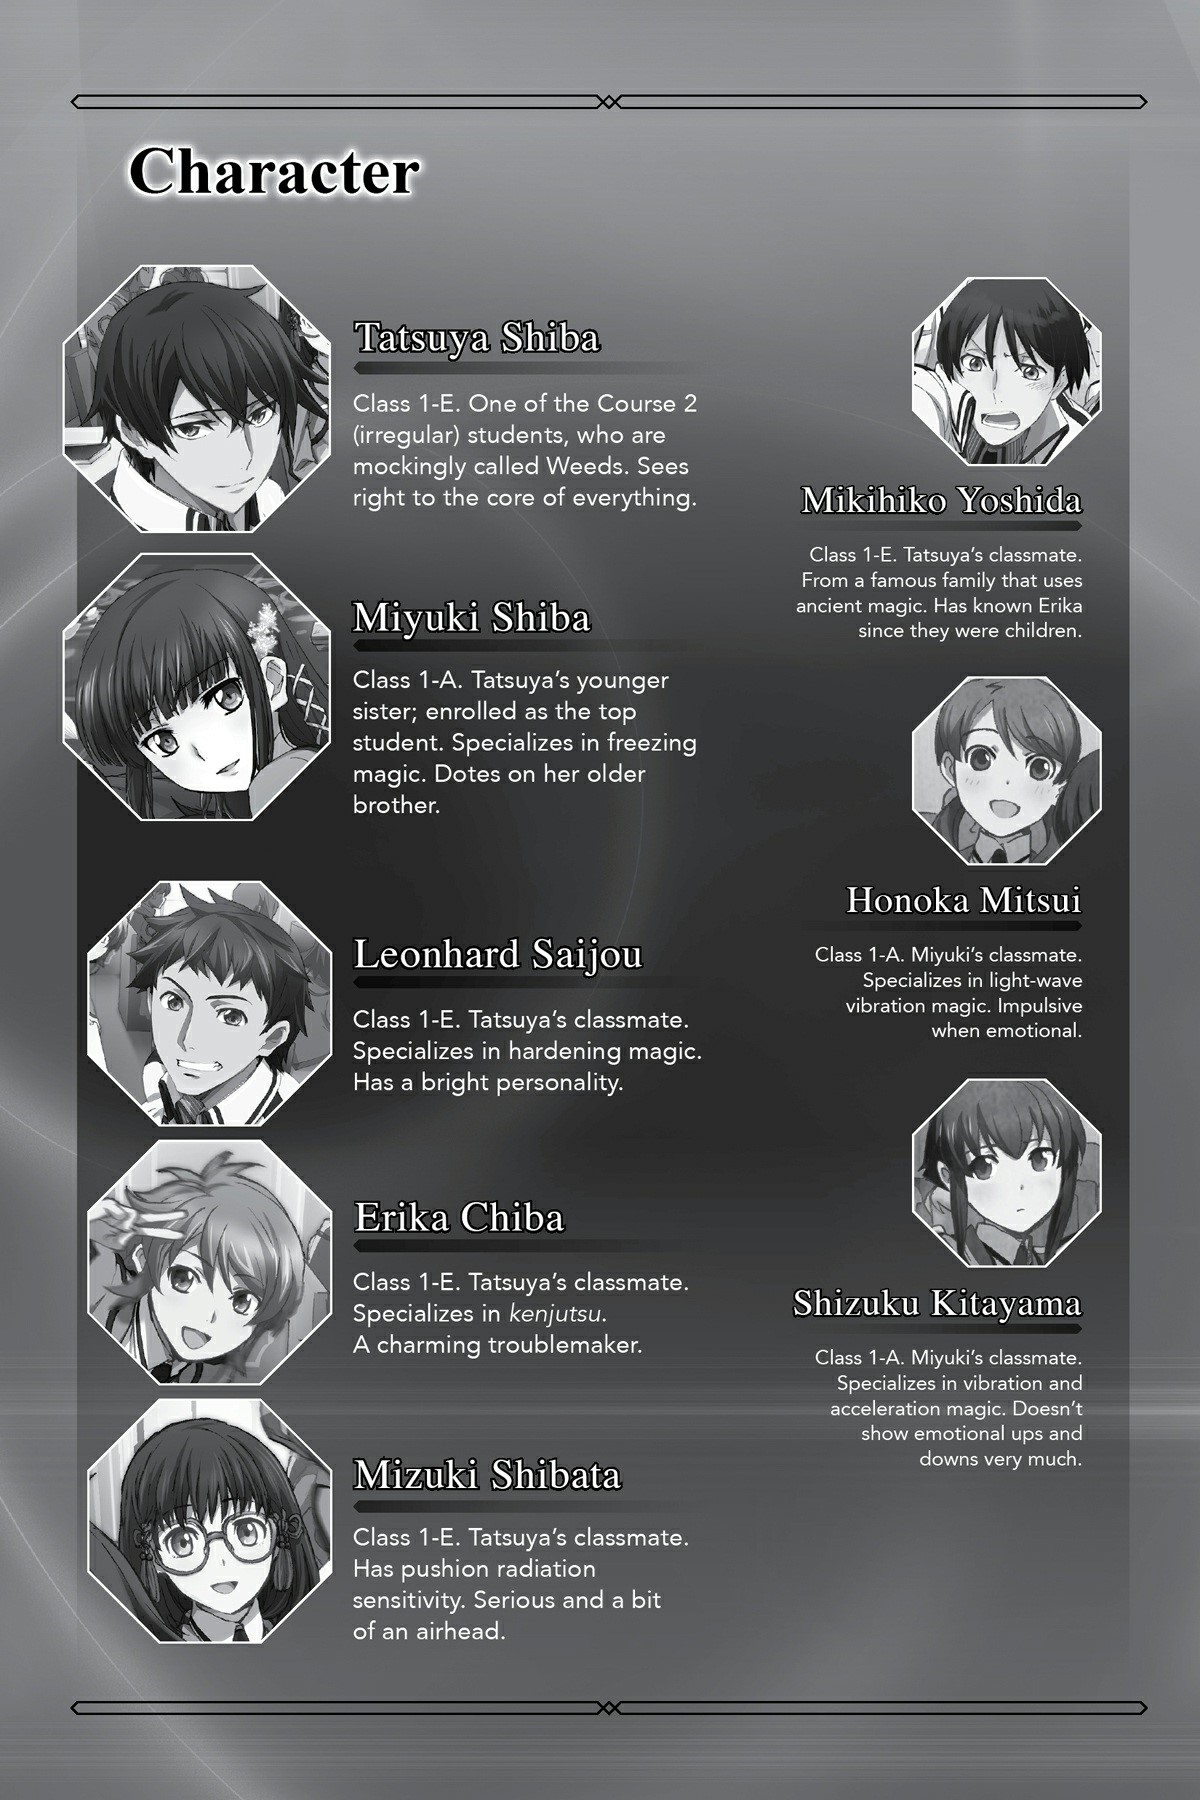 Character
Tatsuya Shiba
Class 1-E. One of the Course 2
(irregular) students, who are
mockingly called Weeds. Sees
right to the core of everything.
Miyuki Shiba
Class 1-A. Tatsuya’s younger
sister; enrolled as the top
student. Specializes in freezing
magic. Dotes on her older
brother.
Leonhard Saijou
Class 1-E. Tatsuya’s classmate.
Specializes in hardening magic.
Has a bright personality.
Erika Chiba
Class 1-E. Tatsuya’s classmate.
Specializes in kenjutsu.
A charming troublemaker.
Mizuki Shibata
Class 1-E. Tatsuya’s classmate.
Has pushion radiation
sensitivity. Serious and a bit
of an airhead.
Mikihiko Yoshida
Class 1-E. Tatsuya’s classmate.
From a famous family that uses
ancient magic. Has known Erika
since they were children.
Honoka Mitsui
Class 1-A. Miyuki’s classmate.
Specializes in light-wave
vibration magic. Impulsive
when emotional.
Shizuku Kitayama
Class 1-A. Miyuki’s classmate.
Specializes in vibration and
acceleration magic. Doesn’t
show emotional ups and
downs very much.